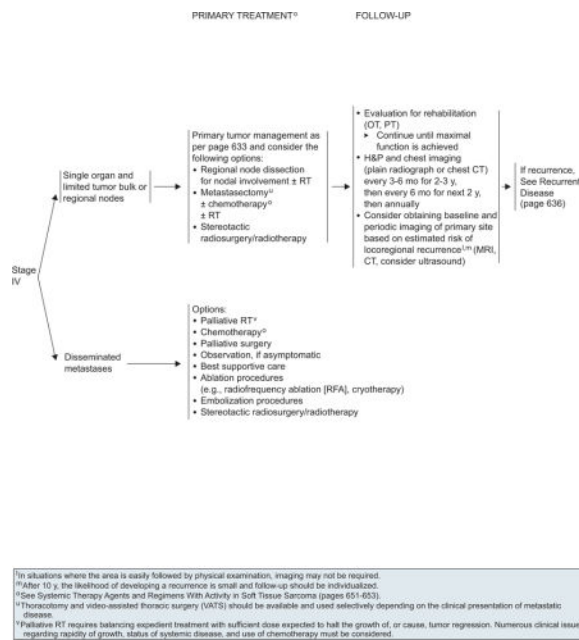 PRIMARY TREATMENTº
FOLLOW-UP
Stage
IV
Single organ and
limited tumor bulk or
regional nodes
Primary tumor management as
per page 633 and consider the
following options:
• Regional node dissection
for nodal involvement ± RT
• Metastasectomyᵘ
± chemotherapyº
± RT
• Stereotactic
radiosurgery/radiotherapy
• Evaluation for rehabilitation
(OT, PT)
▸ Continue until maximal
function is achieved
• H&P and chest imaging
(plain radiograph or chest CT)
every 3-6 mo for 2-3 y,
then every 6 mo for next 2 y,
then annually
• Consider obtaining baseline and
periodic imaging of primary site
based on estimated risk of
locoregional recurrenceˡ,ᵐ (MRI,
CT, consider ultrasound)
If recurrence,
See Recurrent
Disease
(page 636)
Disseminated
metastases
Options:
• Palliative RTᵛ
• Chemotherapyº
• Palliative surgery
• Observation, if asymptomatic
• Best supportive care
• Ablation procedures
(e.g., radiofrequency ablation [RFA], cryotherapy)
• Embolization procedures
• Stereotactic radiosurgery/radiotherapy
ˡIn situations where the area is easily followed by physical examination, imaging may not be required.
ᵐAfter 10 y, the likelihood of developing a recurrence is small and follow-up should be individualized.
ºSee Systemic Therapy Agents and Regimens With Activity in Soft Tissue Sarcoma (pages 651-653).
ᵘThoracotomy and video-assisted thoracic surgery (VATS) should be available and used selectively depending on the clinical presentation of metastatic
disease.
ᵛPalliative RT requires balancing expedient treatment with sufficient dose expected to halt the growth of, or cause, tumor regression. Numerous clinical issues
regarding rapidity of growth, status of systemic disease, and use of chemotherapy must be considered.